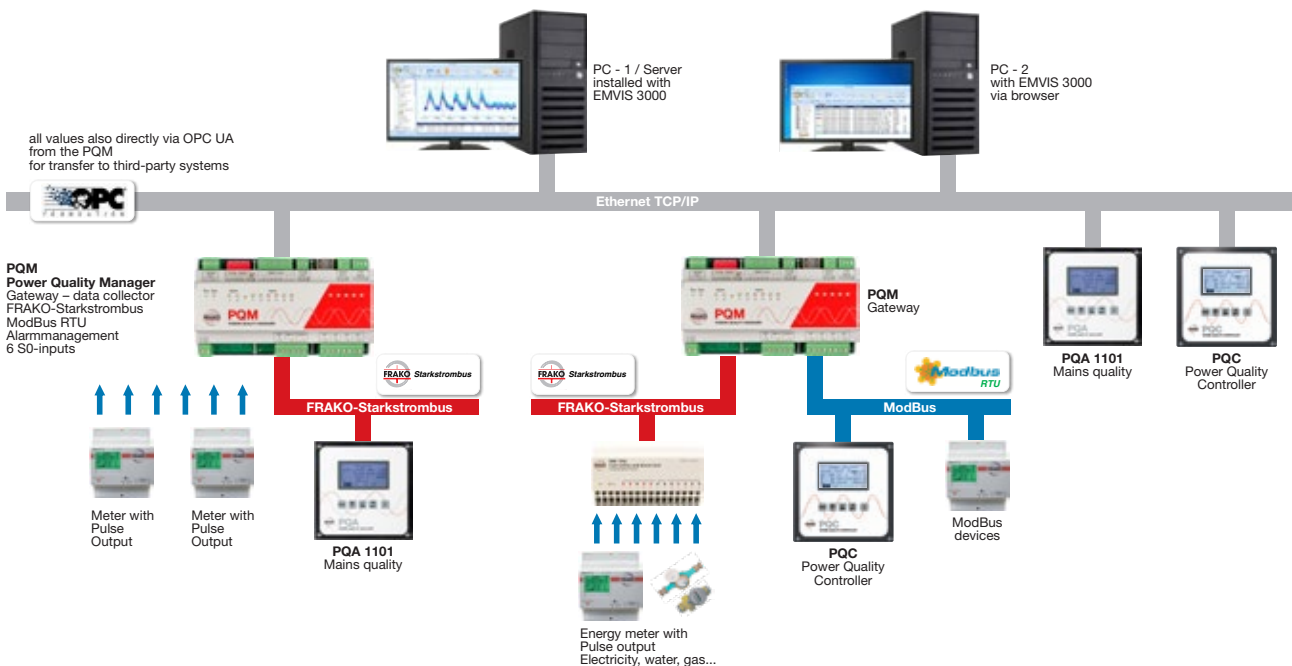 PC - 1 / Server
installed with
EMVIS 3000
PC - 2
with EMVIS 3000
via browser
all values also directly via OPC UA
from the PQM
for transfer to third-party systems
OPC
FOUNDATION
Ethernet TCP/IP
PQM
Power Quality Manager
Gateway – data collector
FRAKO-Starkstrombus
ModBus RTU
Alarmmanagement
6 S0-inputs
PQM
PQM
PQM
Gateway
PQA
PQA 1101
Mains quality
PQC
PQC
Power Quality
Controller
FRAKO Starkstrombus
FRAKO-Starkstrombus
FRAKO Starkstrombus
FRAKO-Starkstrombus
Modbus
RTU
ModBus
Meter with
Pulse
Output
Meter with
Pulse
Output
PQA
PQA 1101
Mains quality
Energy meter with
Pulse output
Electricity, water, gas...
PQC
PQC
Power Quality
Controller
ModBus
devices